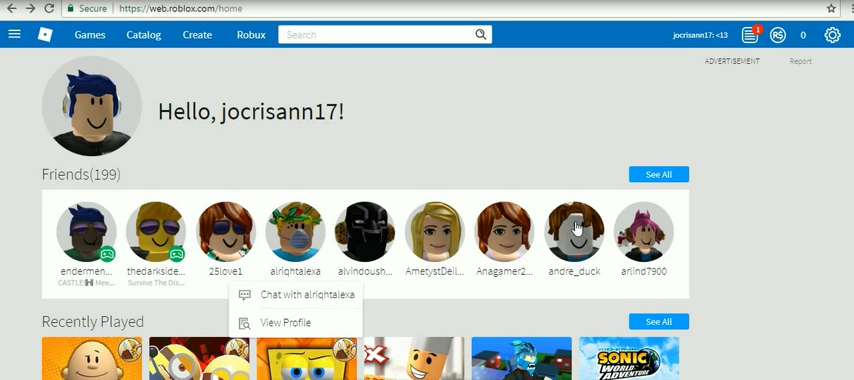 Secure
https://web.roblox.com/home
Games
Catalog
Create
Robux
Search
jocrisann17: <13
1
R$
0
ADVERTISEMENT
Report
Hello, jocrisann17!
Friends(199)
See All
endermen...
thedarkside...
25love1
alriqhtalexa
alvindoush...
AmetystDeil...
Anagamer2...
andre_duck
arlind7900
CASTLE! Mee...
Survive The Dis...
Chat with alriqhtalexa
View Profile
Recently Played
See All
SONIC
WORLD
ADVENTURE